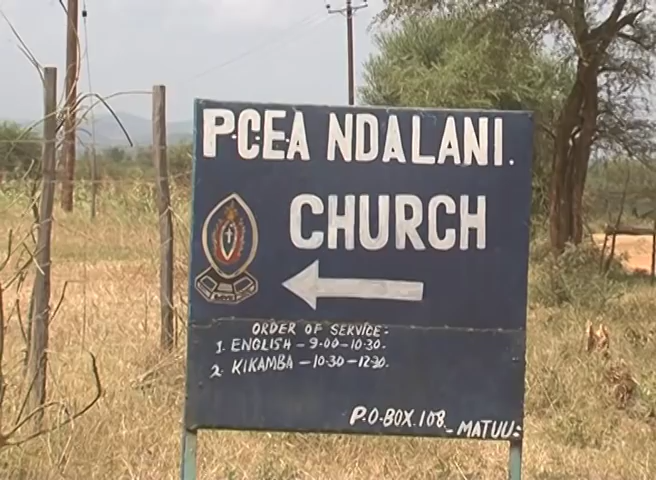 P.CEA NDALANI.
CHURCH
ORDER OF SERVICE:-
1. ENGLISH - 9.00 - 10.30.
2. KIKAMBA - 10.30 - 12.30.
P.O.BOX 108. - MATUU:-